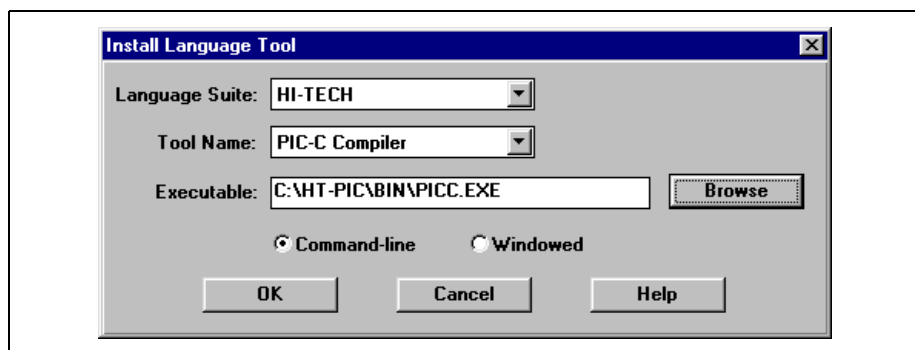 Install Language Tool
Language Suite: HI-TECH
Tool Name: PIC-C Compiler
Executable: C:\HT-PIC\BIN\PICC.EXE Browse
Command-line Windowed
OK Cancel Help